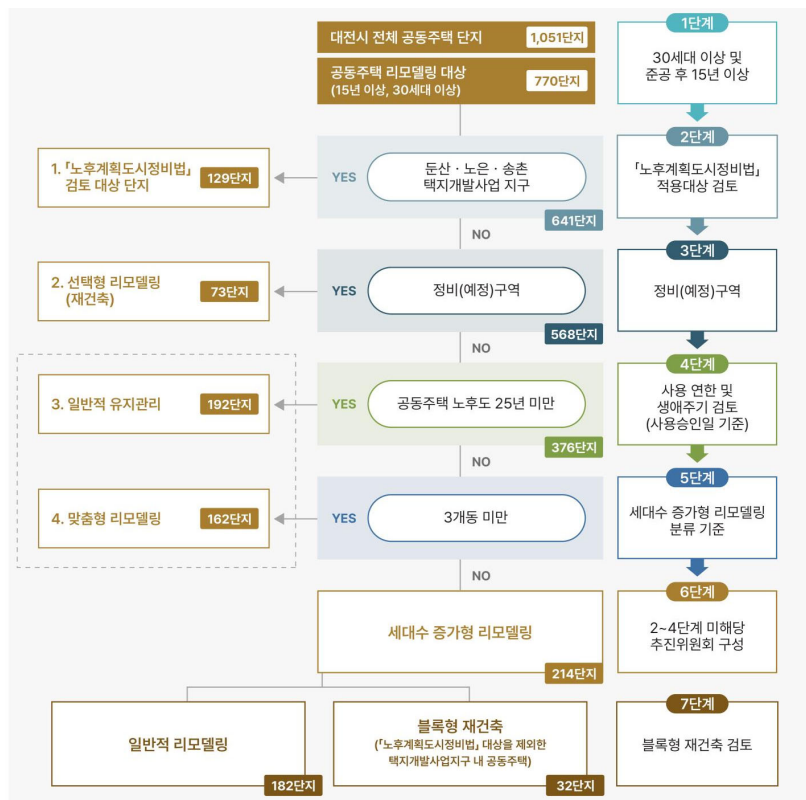 대전시 전체 공동주택 단지
1,051단지
공동주택 리모델링 대상
(15년 이상, 30세대 이상)
770단지
1단계
30세대 이상 및
준공 후 15년 이상
1. 「노후계획도시정비법」
검토 대상 단지
129단지
YES
둔산 · 노은 · 송촌
택지개발사업 지구
641단지
NO
2단계
「노후계획도시정비법」
적용대상 검토
2. 선택형 리모델링
(재건축)
73단지
YES
정비(예정)구역
568단지
NO
3단계
정비(예정)구역
3. 일반적 유지관리
192단지
YES
공동주택 노후도 25년 미만
376단지
NO
4단계
사용 연한 및
생애주기 검토
(사용승인일 기준)
4. 맞춤형 리모델링
162단지
YES
3개동 미만
NO
5단계
세대수 증가형 리모델링
분류 기준
세대수 증가형 리모델링
214단지
6단계
2~4단계 미해당
추진위원회 구성
일반적 리모델링
182단지
블록형 재건축
(「노후계획도시정비법」 대상을 제외한
택지개발사업지구 내 공동주택)
32단지
7단계
블록형 재건축 검토